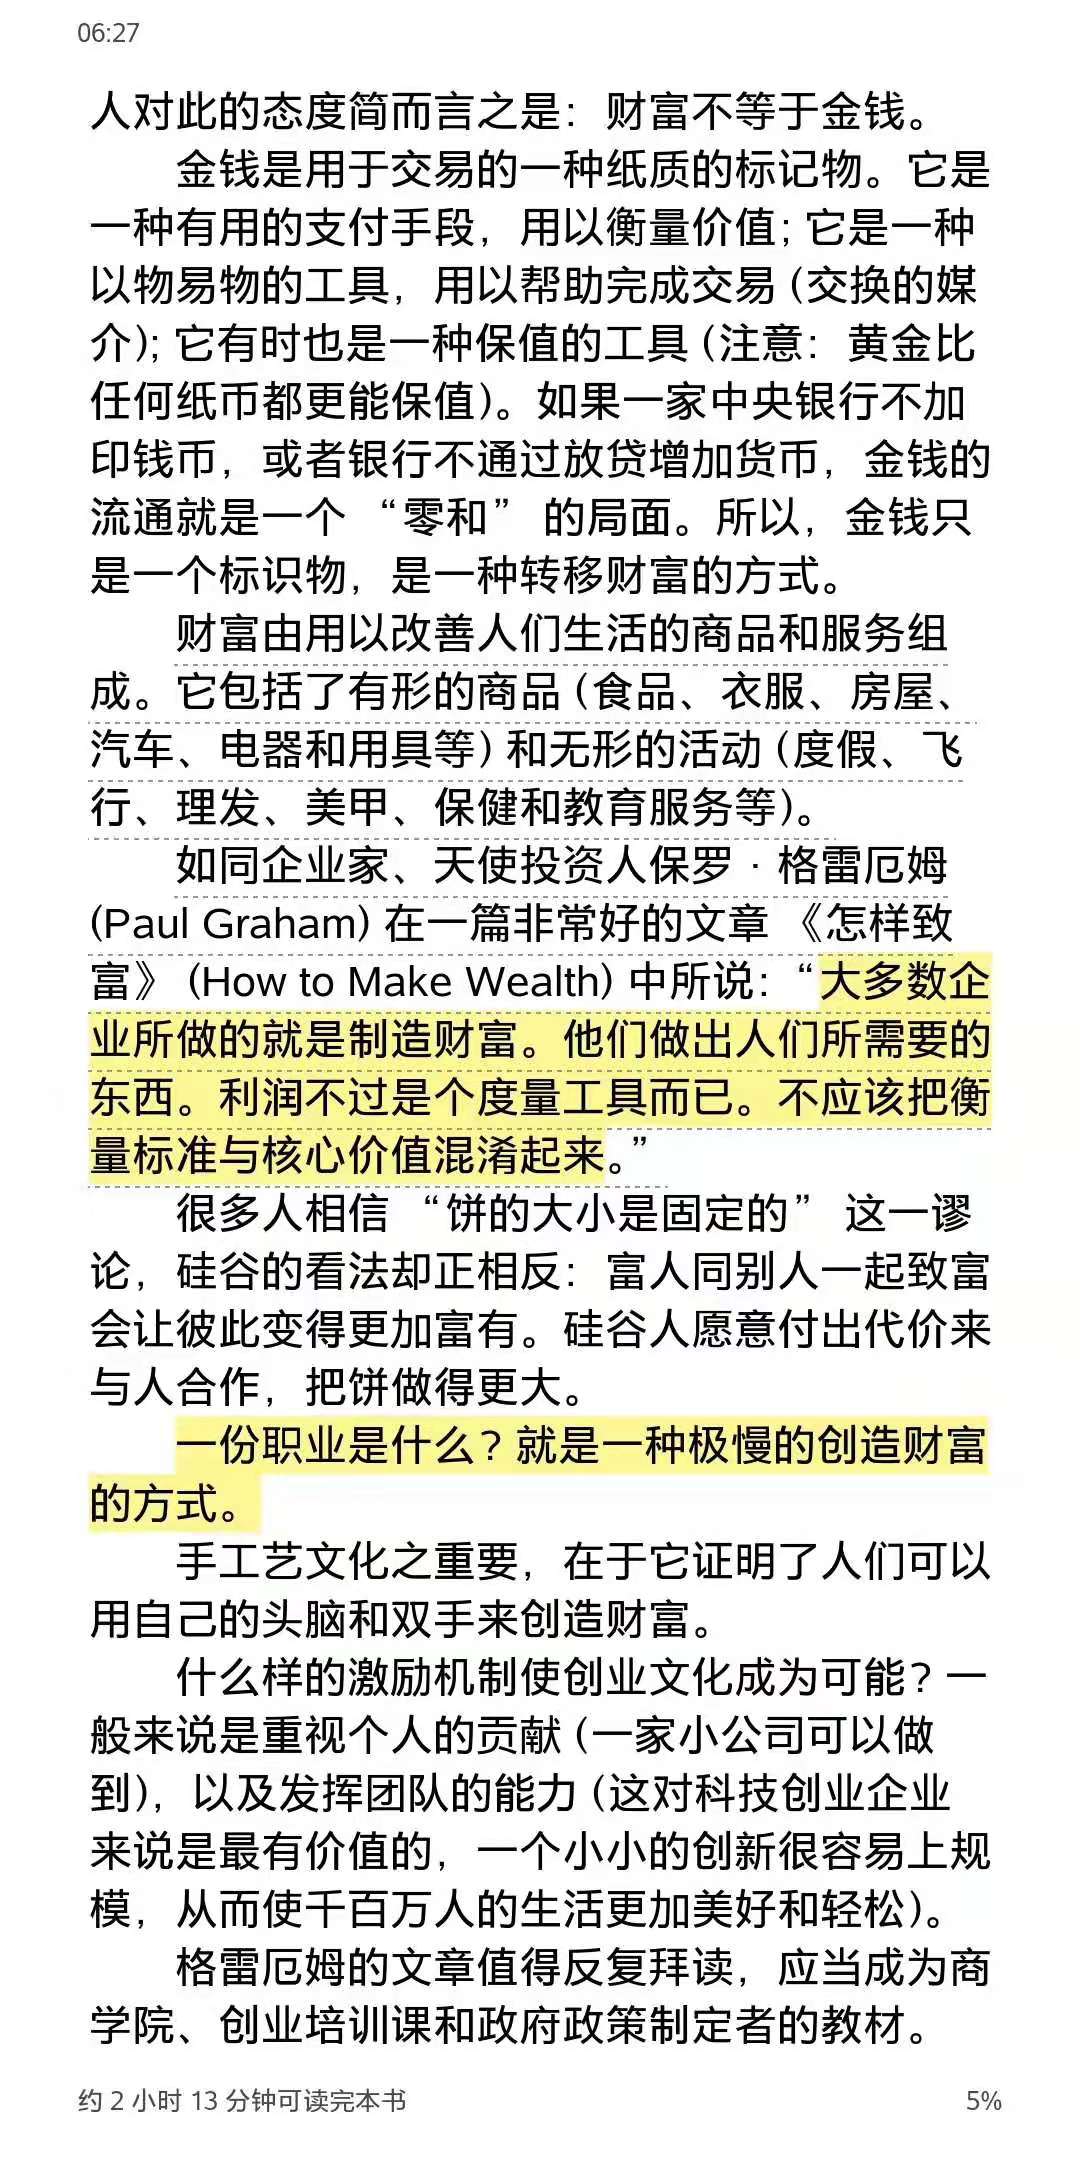 06:27
人对此的态度简而言之是：财富不等于金钱。
金钱是用于交易的一种纸质的标记物。它是
一种有用的支付手段，用以衡量价值；它是一种
以物易物的工具，用以帮助完成交易（交换的媒
介）；它有时也是一种保值的工具（注意：黄金比
任何纸币都更能保值）。如果一家中央银行不加
印钱币，或者银行不通过放贷增加货币，金钱的
流通就是一个“零和”的局面。所以，金钱只
是一个标识物，是一种转移财富的方式。
财富由用以改善人们生活的商品和服务组
成。它包括了有形的商品（食品、衣服、房屋、
汽车、电器和用具等）和无形的活动（度假、飞
行、理发、美甲、保健和教育服务等）。
如同企业家、天使投资人保罗·格雷厄姆
(Paul Graham) 在一篇非常好的文章《怎样致
富》(How to Make Wealth) 中所说：“大多数企
业所做的就是制造财富。他们做出人们所需要的
东西。利润不过是个度量工具而已。不应该把衡
量标准与核心价值混淆起来。”
很多人相信“饼的大小是固定的”这一谬
论，硅谷的看法却正相反：富人同别人一起致富
会让彼此变得更加富有。硅谷人愿意付出代价来
与人合作，把饼做得更大。
一份职业是什么？就是一种极慢的创造财富
的方式。
手工艺文化之重要，在于它证明了人们可以
用自己的头脑和双手来创造财富。
什么样的激励机制使创业文化成为可能？一
般来说是重视个人的贡献（一家小公司可以做
到），以及发挥团队的能力（这对科技创业企业
来说是最有价值的，一个小小的创新很容易上规
模，从而使千百万人的生活更加美好和轻松）。
格雷厄姆的文章值得反复拜读，应当成为商
学院、创业培训课和政府政策制定者的教材。
约 2 小时 13 分钟可读完本书
5%